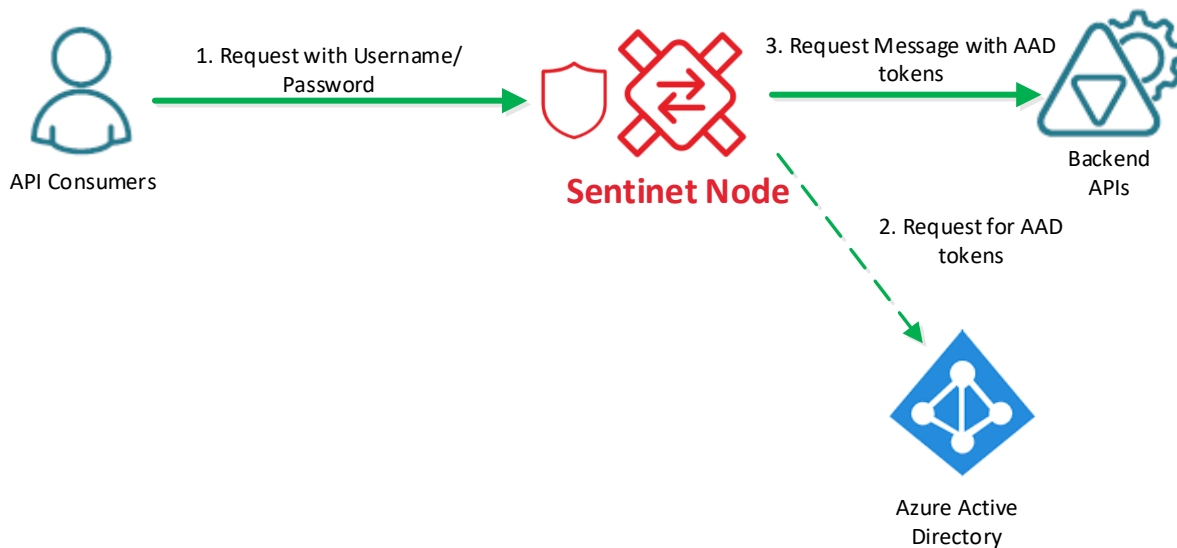 1. Request with Username/
Password
3. Request Message with AAD
tokens
API Consumers
Sentinet Node
Backend
APIs
2. Request for AAD
tokens
Azure Active
Directory